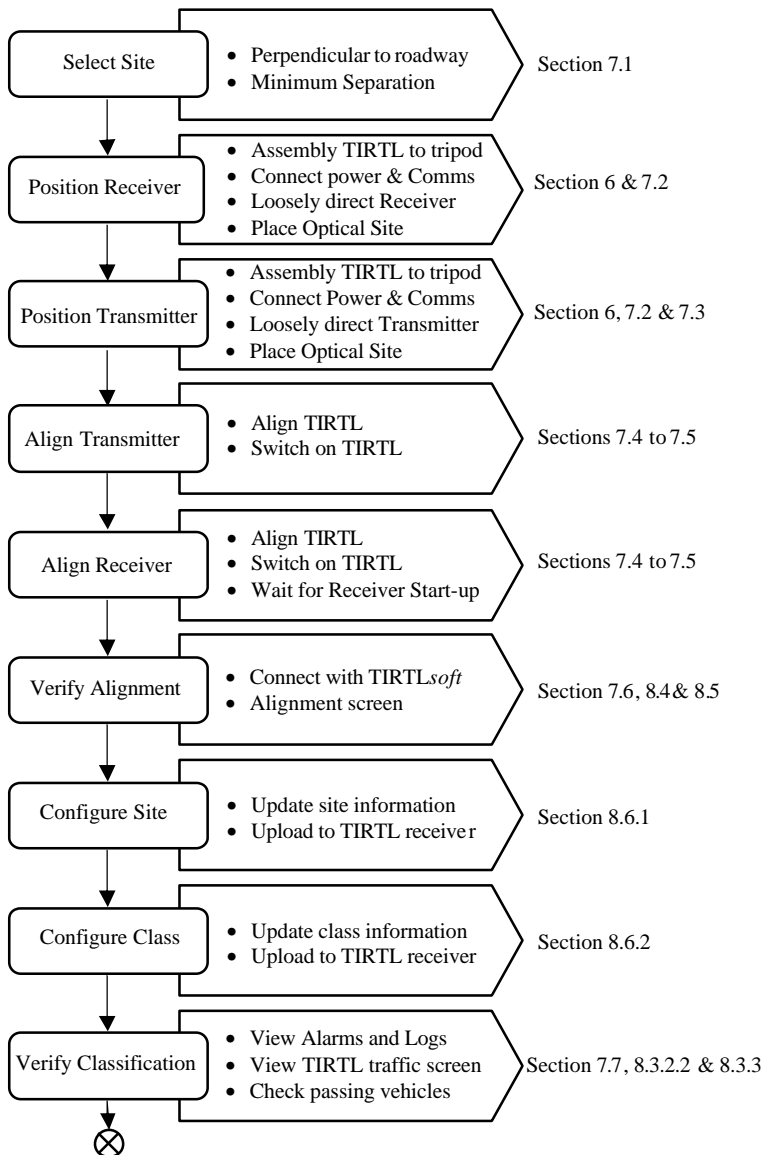 Select Site
• Perpendicular to roadway
• Minimum Separation
Section 7.1
Position Receiver
• Assembly TIRTL to tripod
• Connect power & Comms
• Loosely direct Receiver
• Place Optical Site
Section 6 & 7.2
Position Transmitter
• Assembly TIRTL to tripod
• Connect Power & Comms
• Loosely direct Transmitter
• Place Optical Site
Section 6, 7.2 & 7.3
Align Transmitter
• Align TIRTL
• Switch on TIRTL
Sections 7.4 to 7.5
Align Receiver
• Align TIRTL
• Switch on TIRTL
• Wait for Receiver Start-up
Sections 7.4 to 7.5
Verify Alignment
• Connect with TIRTLsoft
• Alignment screen
Section 7.6, 8.4 & 8.5
Configure Site
• Update site information
• Upload to TIRTL receiver
Section 8.6.1
Configure Class
• Update class information
• Upload to TIRTL receiver
Section 8.6.2
Verify Classification
• View Alarms and Logs
• View TIRTL traffic screen
• Check passing vehicles
Section 7.7, 8.3.2.2 & 8.3.3